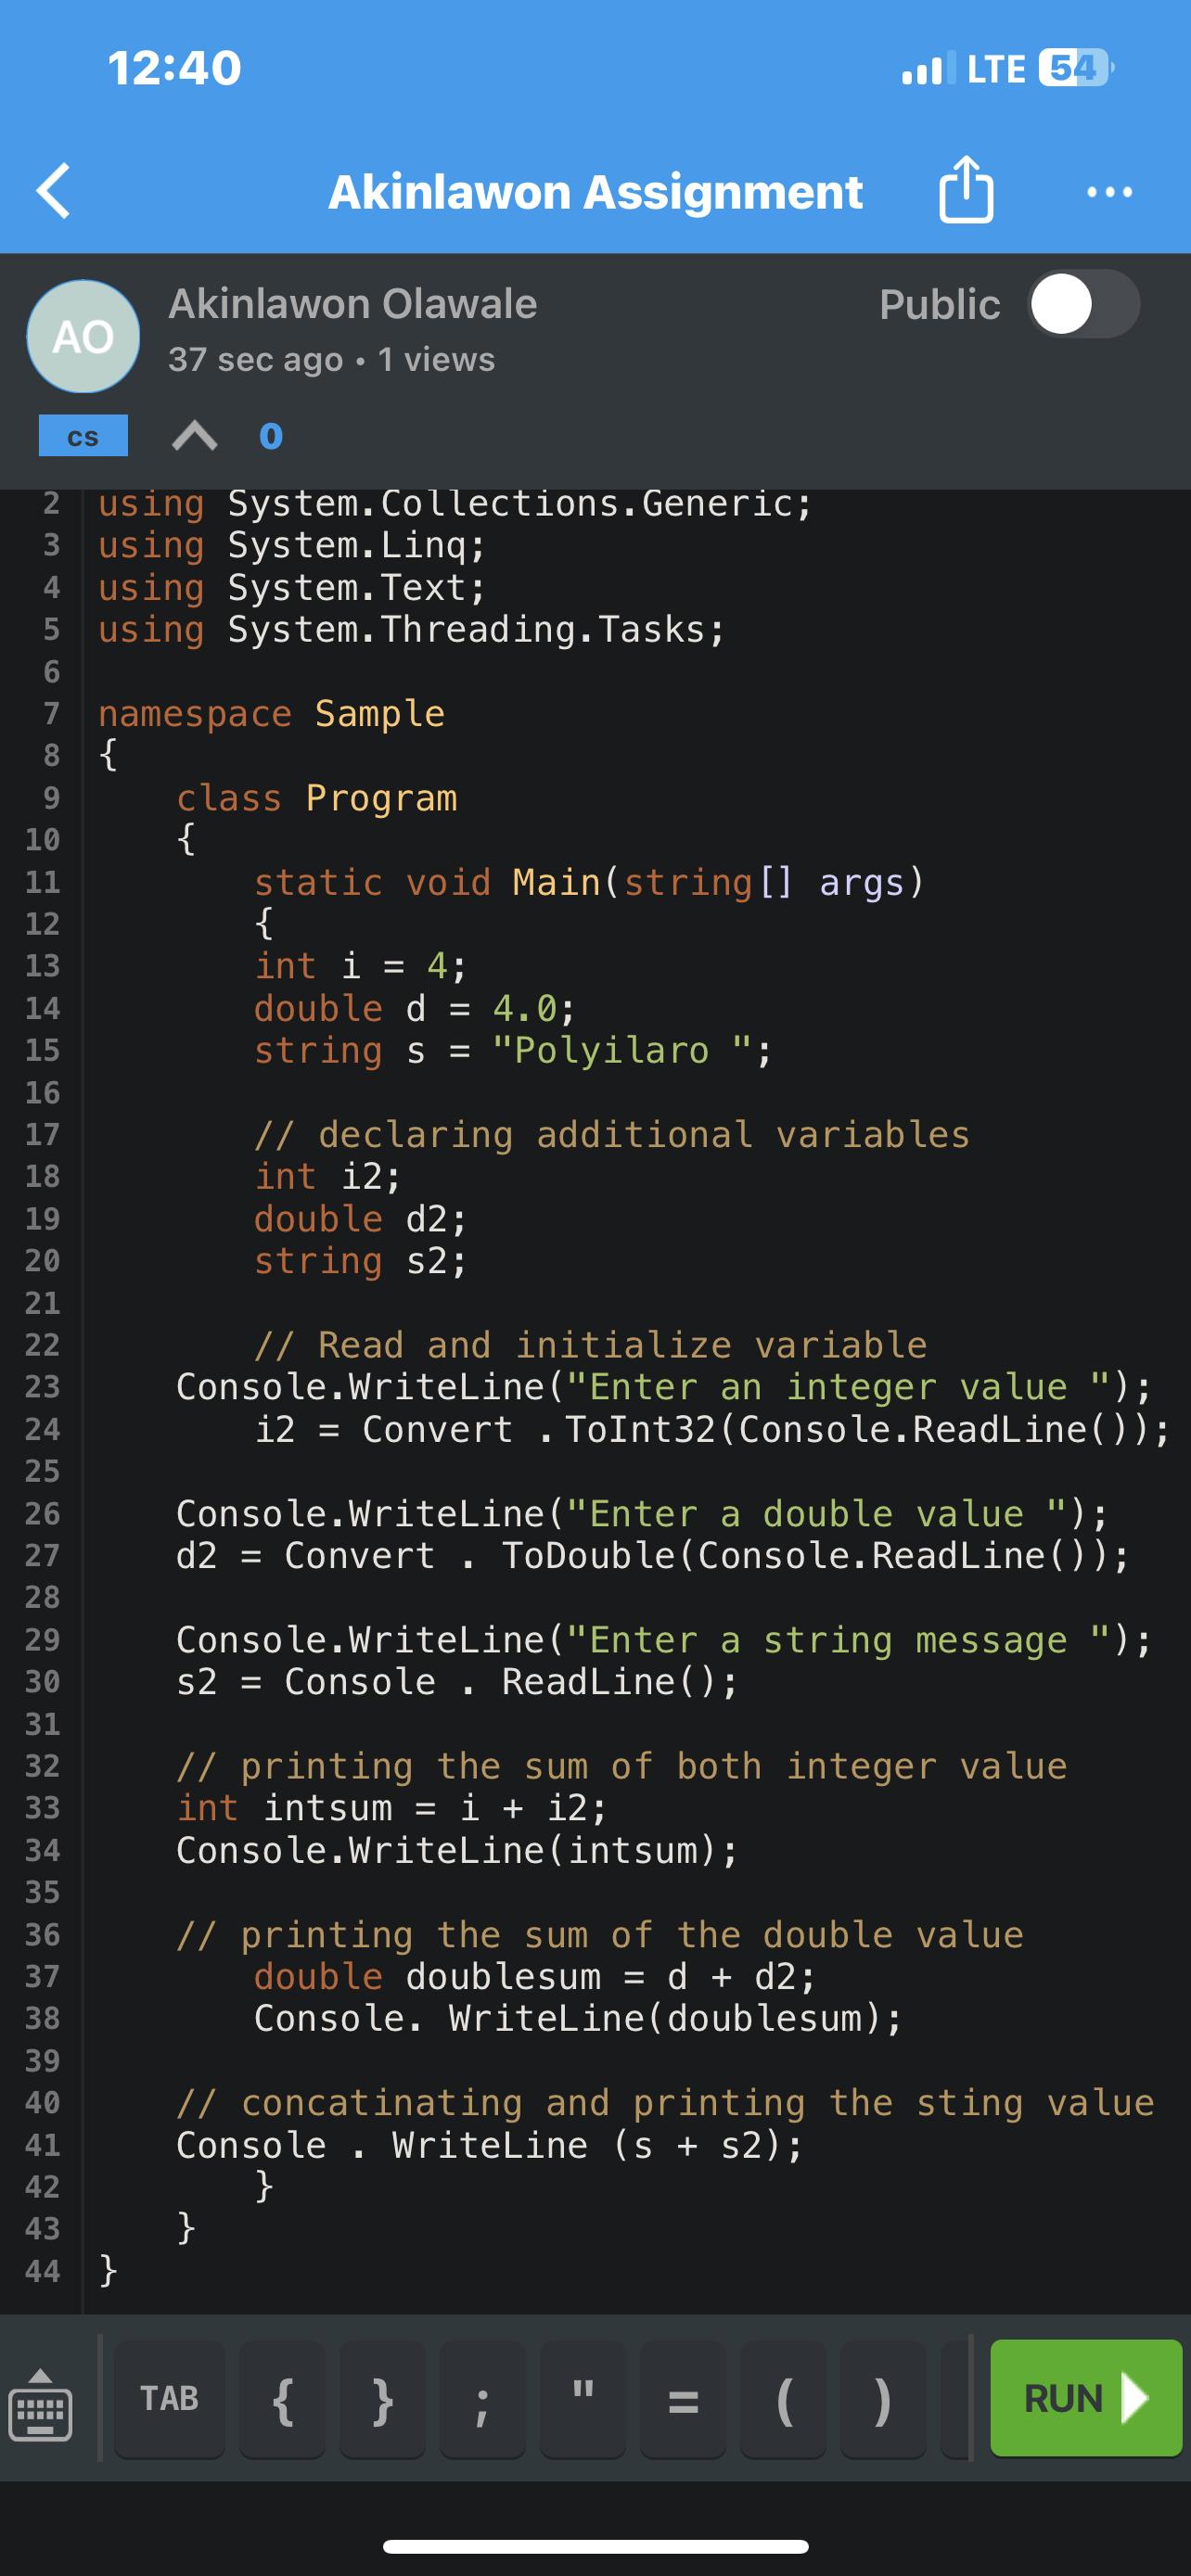 12:40 LTE 54
Akinlawon Assignment
Akinlawon Olawale Public
AO
37 sec ago • 1 views
cs 0
2 using System.Collections.Generic;
3 using System.Linq;
4 using System.Text;
5 using System.Threading.Tasks;
6
7 namespace Sample
8 {
9     class Program
10     {
11         static void Main(string[] args)
12         {
13         int i = 4;
14         double d = 4.0;
15         string s = "Polyilaro ";
16
17         // declaring additional variables
18         int i2;
19         double d2;
20         string s2;
21
22         // Read and initialize variable
23     Console.WriteLine("Enter an integer value ");
24         i2 = Convert .ToInt32(Console.ReadLine());
25
26     Console.WriteLine("Enter a double value ");
27     d2 = Convert . ToDouble(Console.ReadLine());
28
29     Console.WriteLine("Enter a string message ");
30     s2 = Console . ReadLine();
31
32     // printing the sum of both integer value
33     int intsum = i + i2;
34     Console.WriteLine(intsum);
35
36     // printing the sum of the double value
37         double doublesum = d + d2;
38         Console. WriteLine(doublesum);
39
40     // concatinating and printing the sting value
41     Console . WriteLine (s + s2);
42         }
43     }
44 }
TAB { } ; " = ( ) RUN